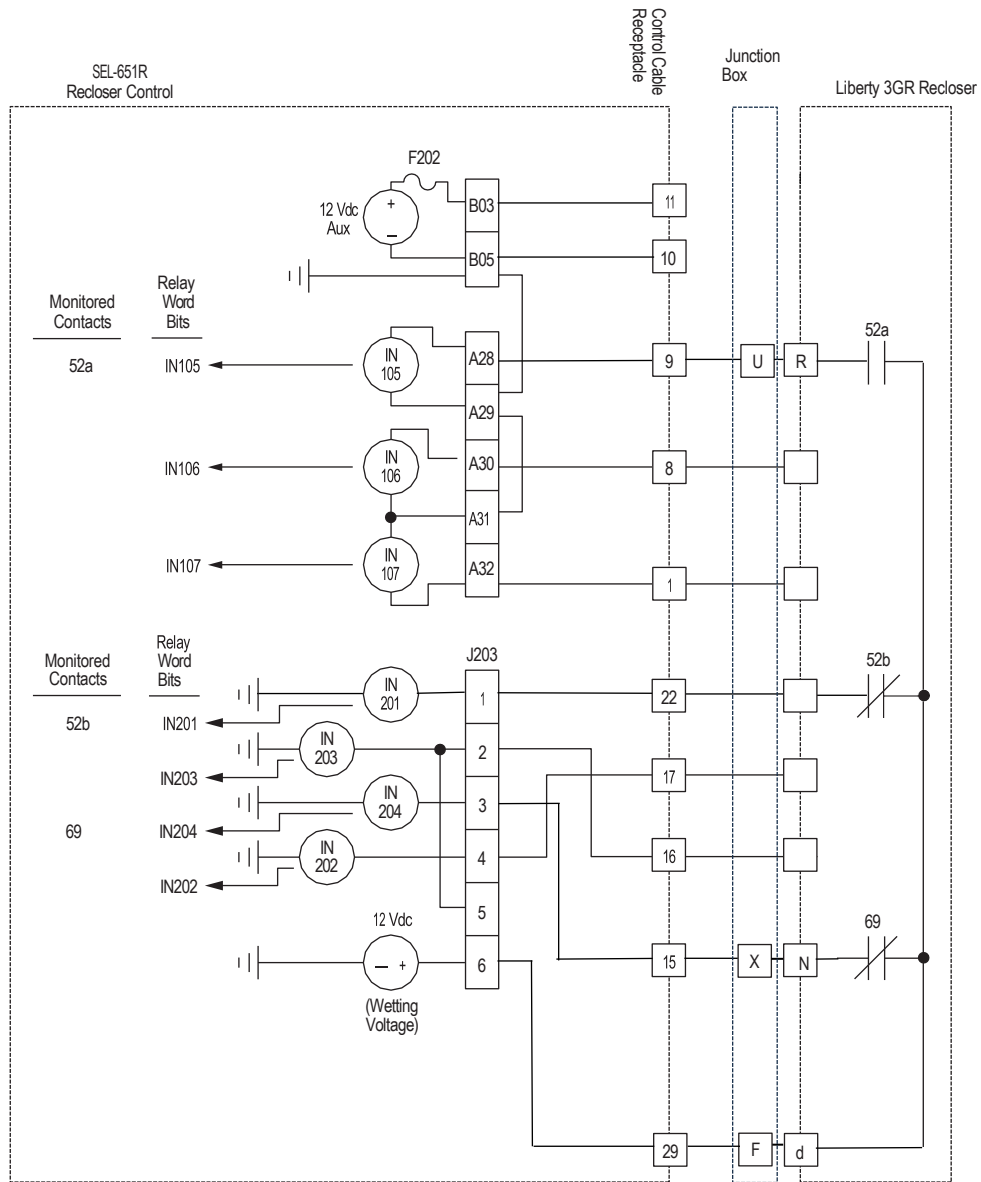 Control Cable
Receptacle
Junction
Box
SEL-651R
Recloser Control
Liberty 3GR Recloser
F202
12 Vdc
Aux
+
–
B03
11
B05
10
Monitored
Contacts
Relay
Word
Bits
52a
52a
IN105
IN
105
A28
9
U
R
A29
IN106
IN
106
A30
8
A31
IN107
IN
107
A32
1
Monitored
Contacts
Relay
Word
Bits
J203
52b
52b
IN201
IN
201
1
22
IN203
IN
203
2
17
69
IN204
IN
204
3
IN202
IN
202
4
16
5
69
12 Vdc
– +
6
15
X
N
(Wetting
Voltage)
29
F
d